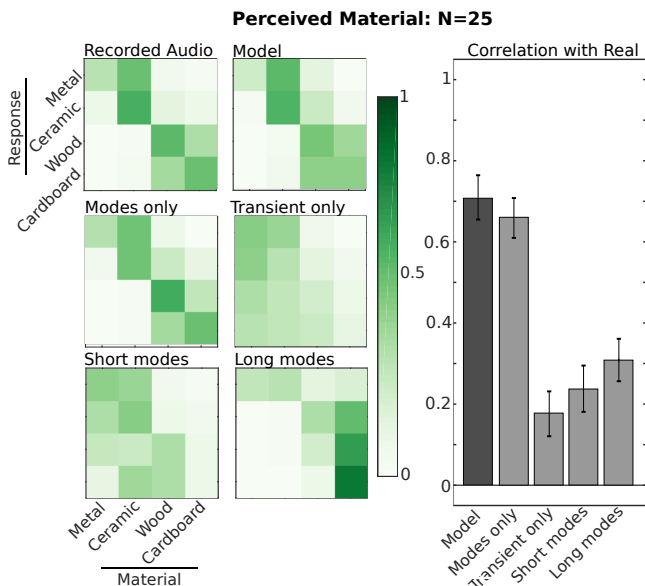 Perceived Material: N=25
Recorded Audio
Model
Correlation with Real
Response
Metal
Ceramic
Wood
Cardboard
1
0.5
0
1
0.8
0.6
0.4
0.2
0
Modes only
Transient only
Short modes
Long modes
Metal
Ceramic
Wood
Cardboard
Material
Model
Modes only
Transient only
Short modes
Long modes